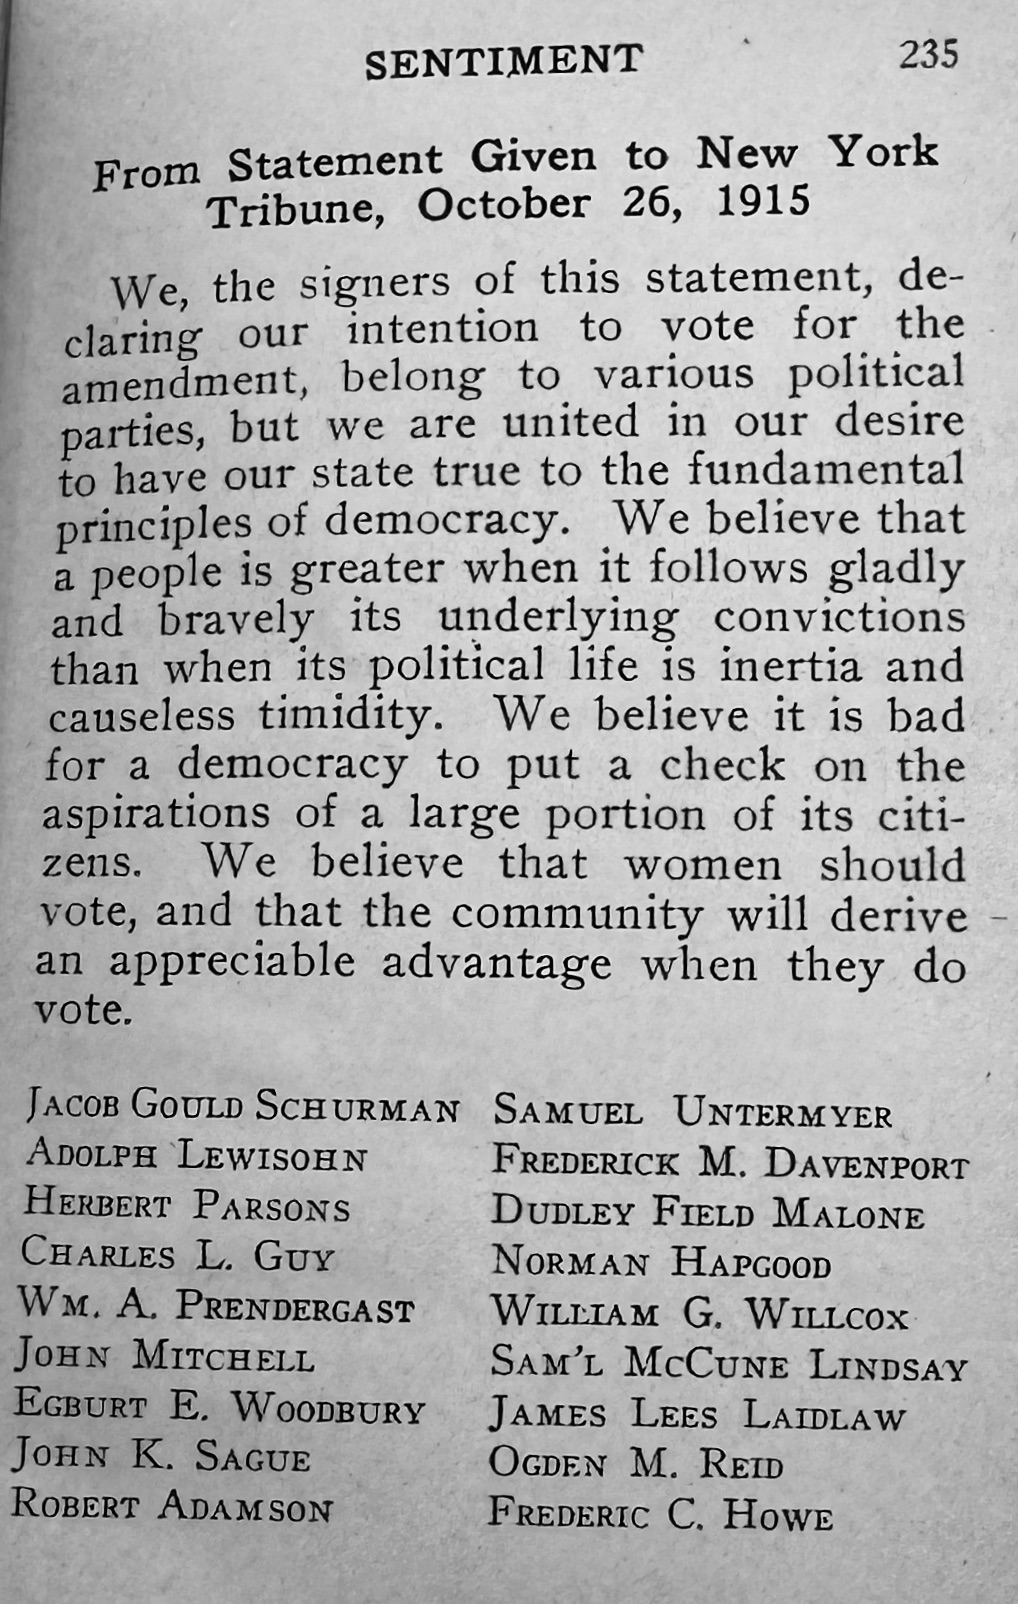 SENTIMENT 235
From Statement Given to New York
Tribune, October 26, 1915
We, the signers of this statement, de-
claring our intention to vote for the
amendment, belong to various political
parties, but we are united in our desire
to have our state true to the fundamental
principles of democracy. We believe that
a people is greater when it follows gladly
and bravely its underlying convictions
than when its political life is inertia and
causeless timidity. We believe it is bad
for a democracy to put a check on the
aspirations of a large portion of its citi-
zens. We believe that women should
vote, and that the community will derive
an appreciable advantage when they do
vote.
JACOB GOULD SCHURMAN SAMUEL UNTERMYER
ADOLPH LEWISOHN FREDERICK M. DAVENPORT
HERBERT PARSONS DUDLEY FIELD MALONE
CHARLES L. GUY NORMAN HAPGOOD
WM. A. PRENDERGAST WILLIAM G. WILLCOX
JOHN MITCHELL SAM'L MCCUNE LINDSAY
EGBURT E. WOODBURY JAMES LEES LAIDLAW
JOHN K. SAGUE OGDEN M. REID
ROBERT ADAMSON FREDERIC C. HOWE